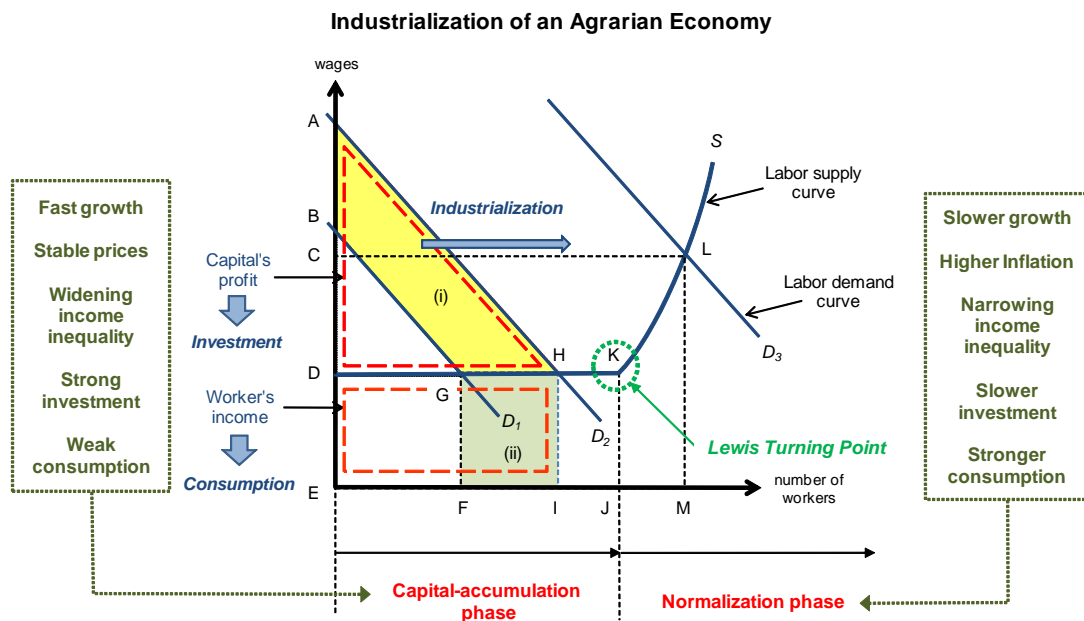 Industrialization of an Agrarian Economy
wages
A
B
C
D
E
Fast growth
Stable prices
Widening
income
inequality
Strong
investment
Weak
consumption
Capital's
profit
Investment
Worker's
income
Consumption
Industrialization
(i)
(ii)
G
H
K
L
S
D1
D2
D3
Labor supply
curve
Labor demand
curve
Lewis Turning Point
F
I
J
M
number of
workers
Capital-accumulation
phase
Normalization phase
Slower growth
Higher Inflation
Narrowing
income
inequality
Slower
investment
Stronger
consumption